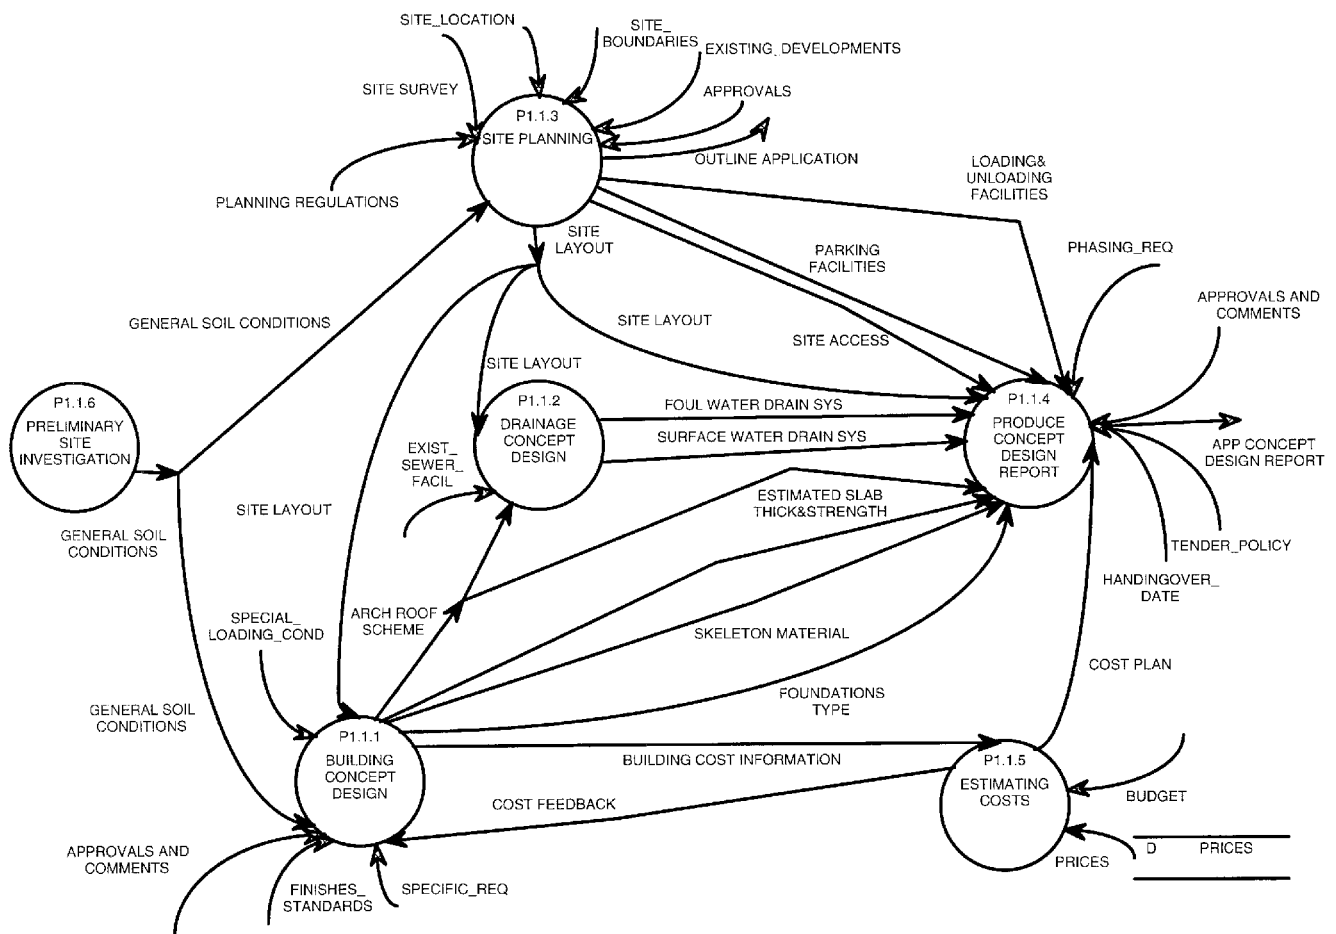 SITE_LOCATION
SITE_
BOUNDARIES
EXISTING_DEVELOPMENTS
SITE SURVEY
APPROVALS
P1.1.3
SITE PLANNING
OUTLINE APPLICATION
LOADING&
UNLOADING
FACILITIES
PLANNING REGULATIONS
SITE
LAYOUT
PARKING
FACILITIES
PHASING_REQ
APPROVALS AND
COMMENTS
GENERAL SOIL CONDITIONS
SITE LAYOUT
SITE ACCESS
SITE LAYOUT
P1.1.6
PRELIMINARY
SITE
INVESTIGATION
P1.1.2
DRAINAGE
CONCEPT
DESIGN
FOUL WATER DRAIN SYS
SURFACE WATER DRAIN SYS
P1.1.4
PRODUCE
CONCEPT
DESIGN
REPORT
APP CONCEPT
DESIGN REPORT
EXIST_
SEWER_
FACIL
SITE LAYOUT
ESTIMATED SLAB
THICK&STRENGTH
GENERAL SOIL
CONDITIONS
TENDER_POLICY
HANDINGOVER_
DATE
SPECIAL_
LOADING_COND
ARCH ROOF
SCHEME
SKELETON MATERIAL
COST PLAN
FOUNDATIONS
TYPE
GENERAL SOIL
CONDITIONS
P1.1.1
BUILDING
CONCEPT
DESIGN
BUILDING COST INFORMATION
P1.1.5
ESTIMATING
COSTS
BUDGET
COST FEEDBACK
D PRICES
PRICES
APPROVALS AND
COMMENTS
FINISHES_
STANDARDS
SPECIFIC_REQ